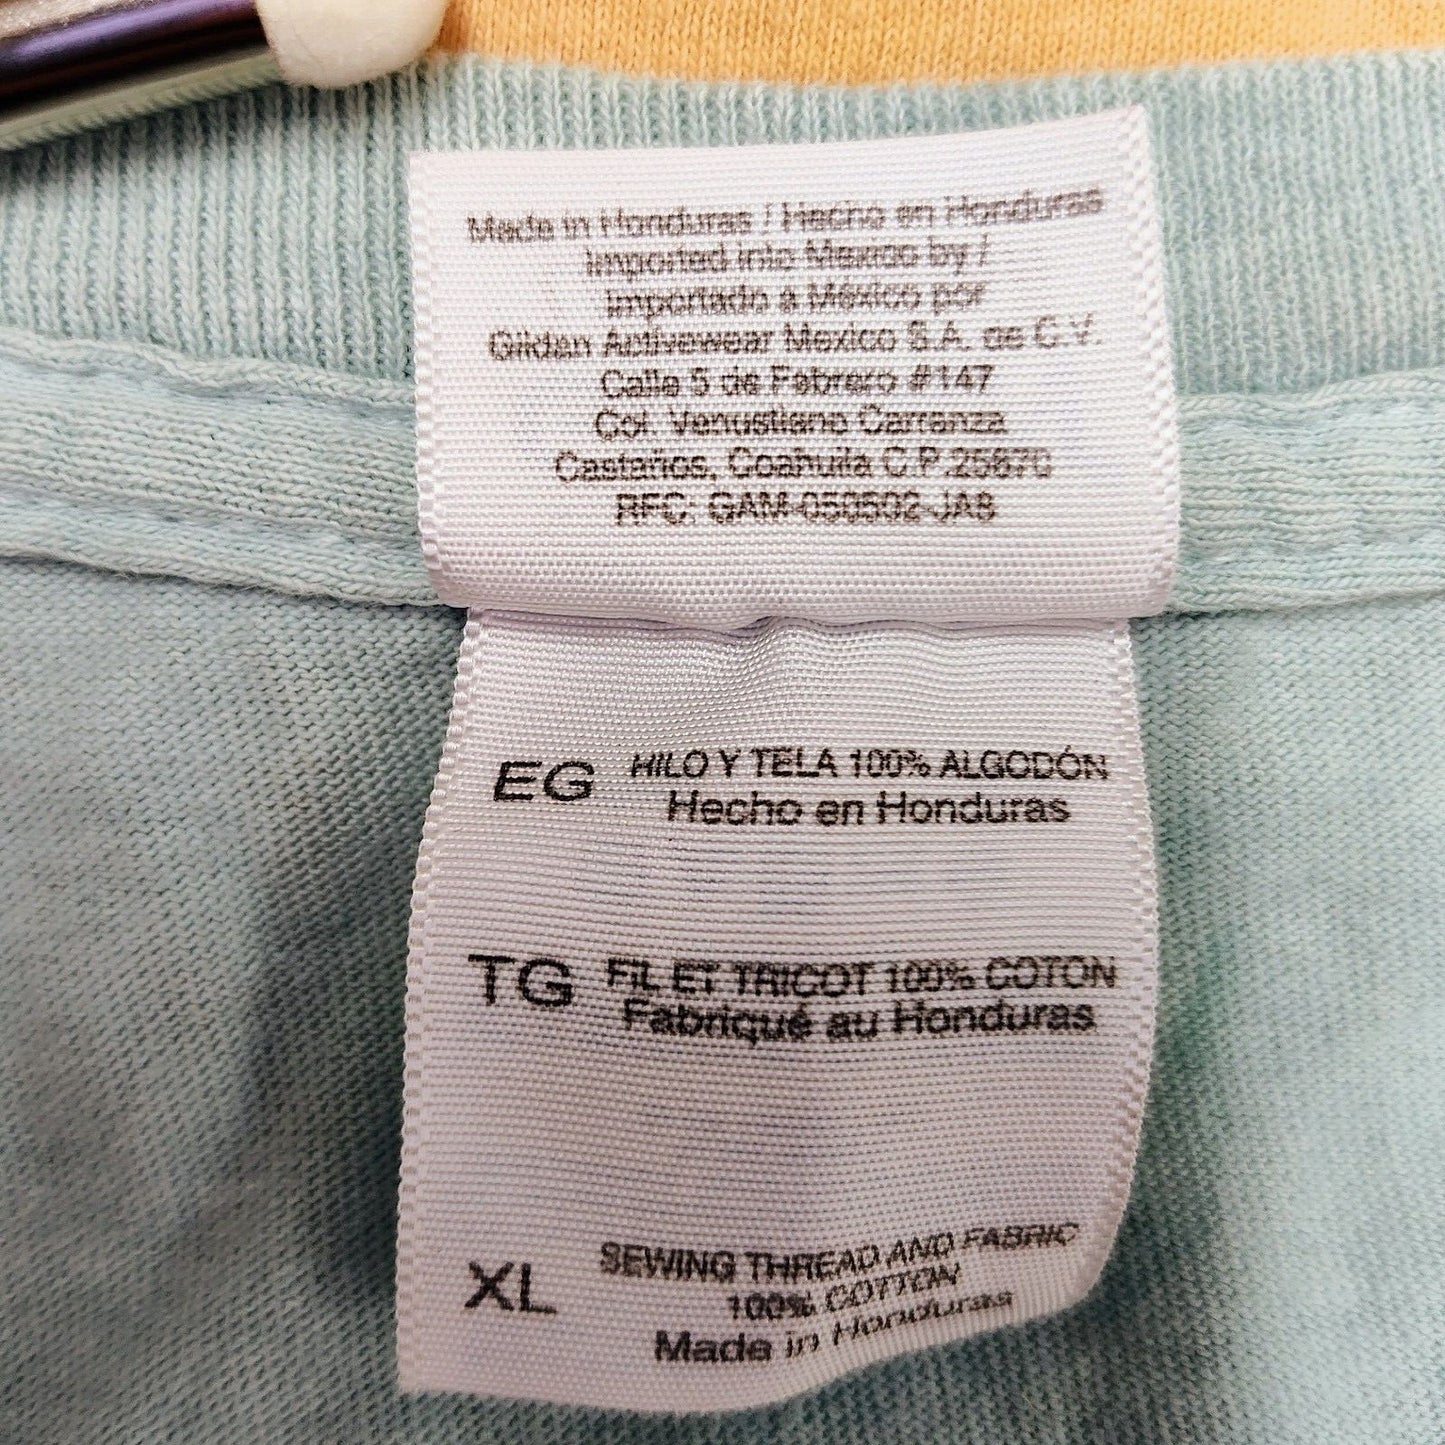 Made in Honduras / Hecho en Honduras
Imported into Mexico by /
Importado a México por
Gildan Activewear Mexico S.A. de C.V.
Calle 5 de Febrero #147
Col. Venustiano Carranza
Castaños, Coahuila C.P.25870
RFC: GAM-050502-JA8
EG HILO Y TELA 100% ALGODÓN
Hecho en Honduras
TG FIL ET TRICOT 100% COTON
Fabriqué au Honduras
XL SEWING THREAD AND FABRIC
100% COTTON
Made in Honduras